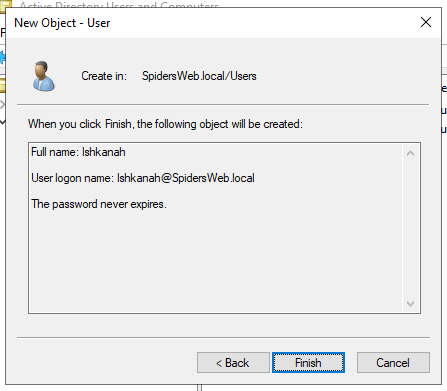 Active Directory Users and Computers
New Object - User
Create in: SpidersWeb.local/Users
When you click Finish, the following object will be created:
Full name: Ishkanah
User logon name: Ishkanah@SpidersWeb.local
The password never expires.
< Back Finish Cancel